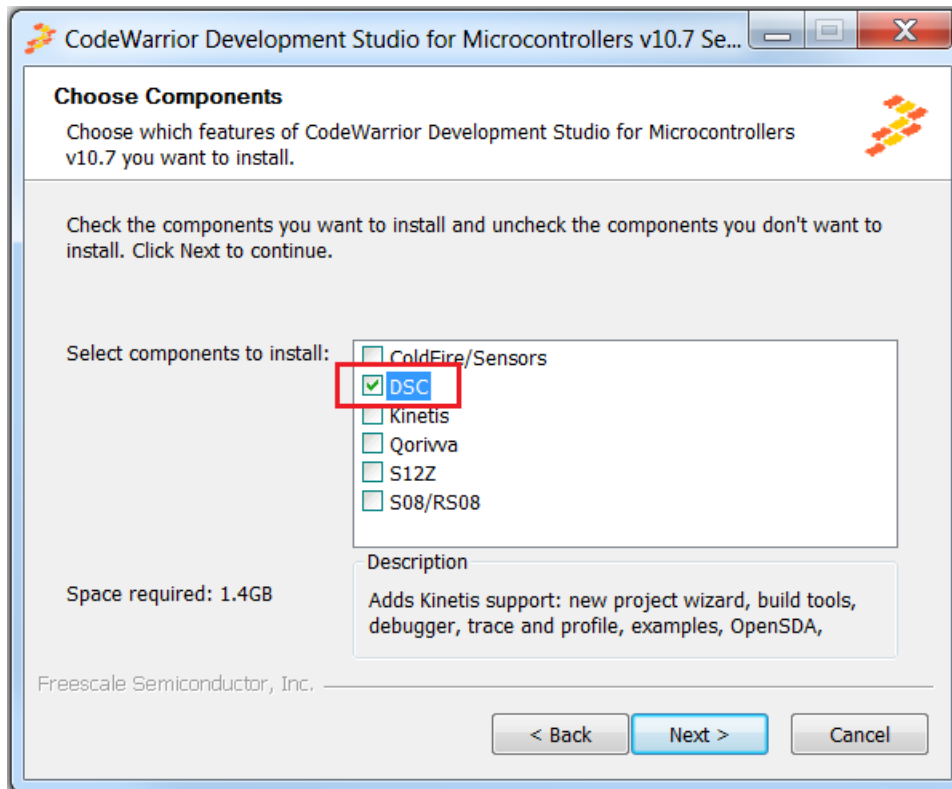 CodeWarrior Development Studio for Microcontrollers v10.7 Se...
Choose Components
Choose which features of CodeWarrior Development Studio for Microcontrollers
v10.7 you want to install.
Check the components you want to install and uncheck the components you don't want to
install. Click Next to continue.
Select components to install:
ColdFire/Sensors
DSC
Kinetis
Qorivva
S12Z
S08/RS08
Space required: 1.4GB
Description
Adds Kinetis support: new project wizard, build tools,
debugger, trace and profile, examples, OpenSDA,
Freescale Semiconductor, Inc.
< Back
Next >
Cancel